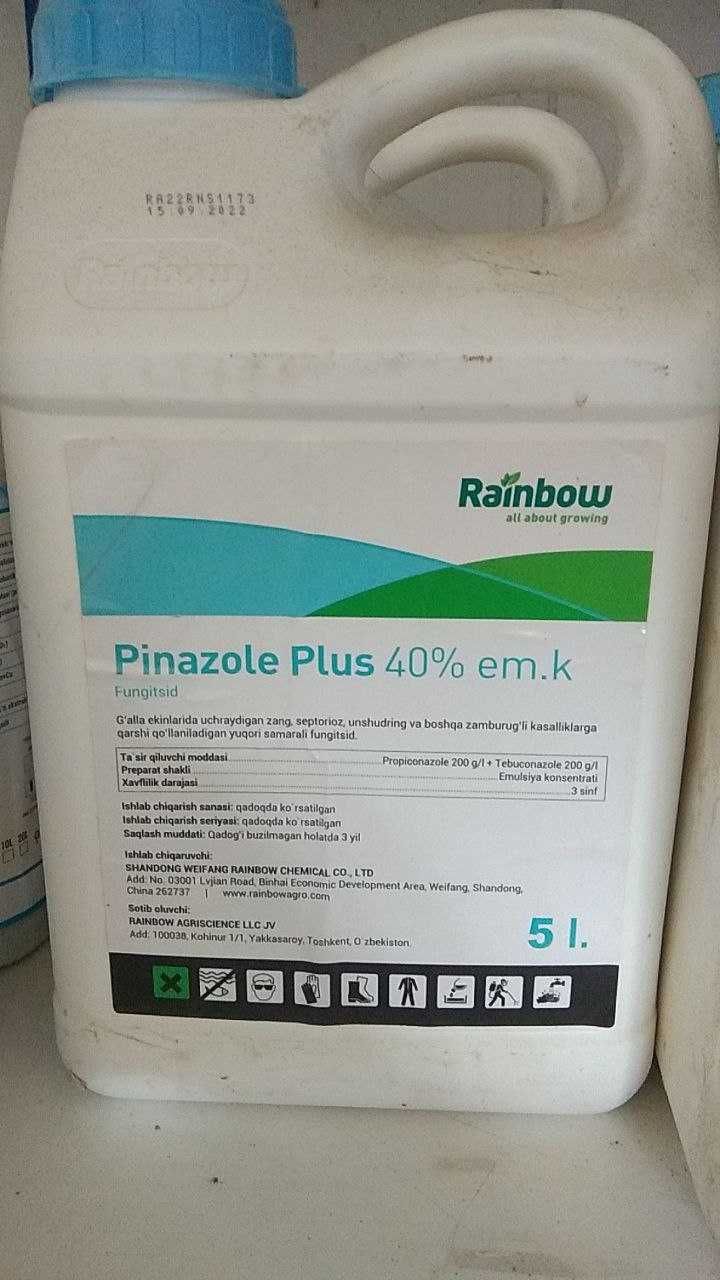 RA22RNS1173
15.09.2022
Rainbow
Rainbow
all about growing
Pinazole Plus 40% em.k
Fungitsid
G'alla ekinlarida uchraydigan zang, septorioz, unshudring va boshqa zamburug'li kasalliklarga
qarshi qo'llaniladigan yuqori samarali fungitsid.
Ta`sir qiluvchi moddasi Propiconazole 200 g/l + Tebuconazole 200 g/l
Preparat shakli Emulsiya konsentrati
Xavflilik darajasi 3 sinf
Ishlab chiqarish sanasi: qadoqda ko`rsatilgan
Ishlab chiqarish seriyasi: qadoqda ko`rsatilgan
Saqlash muddati: Qadog'i buzilmagan holatda 3 yil
Ishlab chiqaruvchi:
SHANDONG WEIFANG RAINBOW CHEMICAL CO., LTD
Add: No. 03001 Lvjian Road, Binhai Economic Development Area, Weifang, Shandong,
China 262737 | www.rainbowagro.com
Sotib oluvchi:
RAINBOW AGRISCIENCE LLC JV
Add: 100038, Kohinur 1/1, Yakkasaroy, Toshkent, O`zbekiston
5 l.
10L 20L